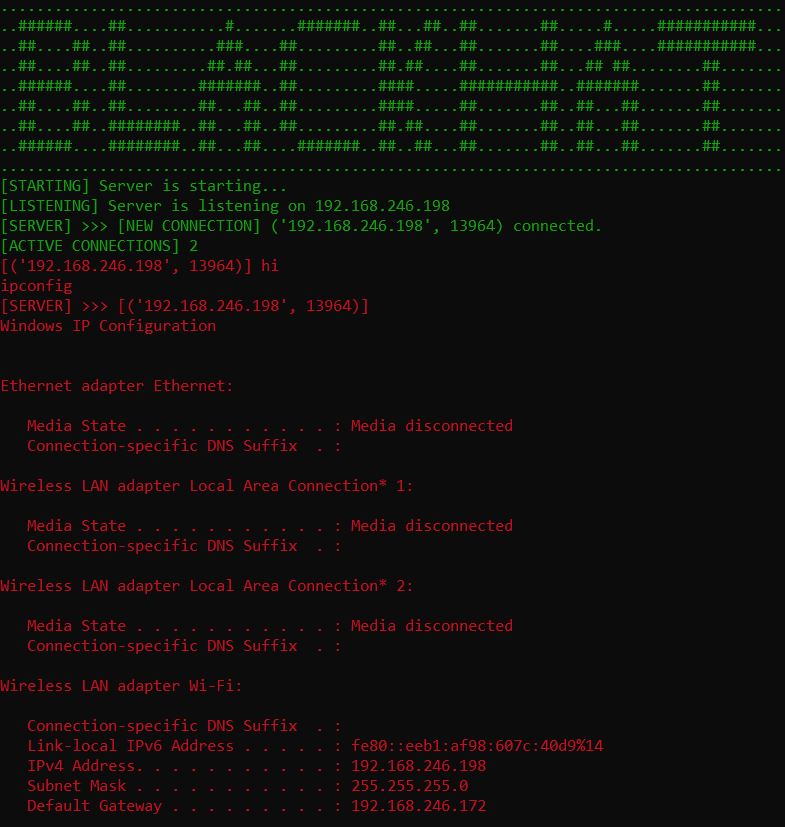 BLACKHAT
[STARTING] Server is starting...
[LISTENING] Server is listening on 192.168.246.198
[SERVER] >>> [NEW CONNECTION] ('192.168.246.198', 13964) connected.
[ACTIVE CONNECTIONS] 2
[('192.168.246.198', 13964)] hi
ipconfig
[SERVER] >>> [('192.168.246.198', 13964)]
Windows IP Configuration
Ethernet adapter Ethernet:
Media State . . . . . . . . . . . : Media disconnected
Connection-specific DNS Suffix  . :
Wireless LAN adapter Local Area Connection* 1:
Media State . . . . . . . . . . . : Media disconnected
Connection-specific DNS Suffix  . :
Wireless LAN adapter Local Area Connection* 2:
Media State . . . . . . . . . . . : Media disconnected
Connection-specific DNS Suffix  . :
Wireless LAN adapter Wi-Fi:
Connection-specific DNS Suffix  . :
Link-local IPv6 Address . . . . . : fe80::eeb1:af98:607c:40d9%14
IPv4 Address. . . . . . . . . . . : 192.168.246.198
Subnet Mask . . . . . . . . . . . : 255.255.255.0
Default Gateway . . . . . . . . . : 192.168.246.172